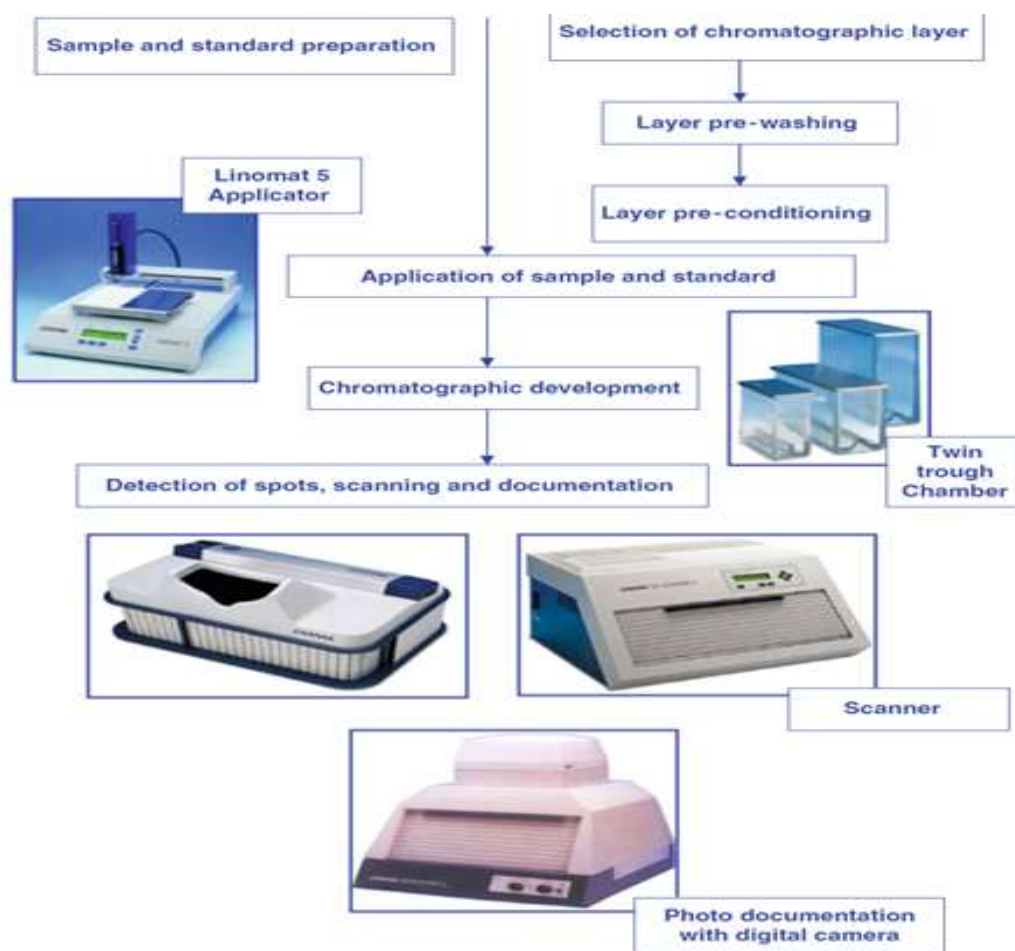 Sample and standard preparation
Selection of chromatographic layer
Layer pre-washing
Layer pre-conditioning
Linomat 5
Applicator
Application of sample and standard
Chromatographic development
Twin
trough
Chamber
Detection of spots, scanning and documentation
Scanner
Photo documentation
with digital camera